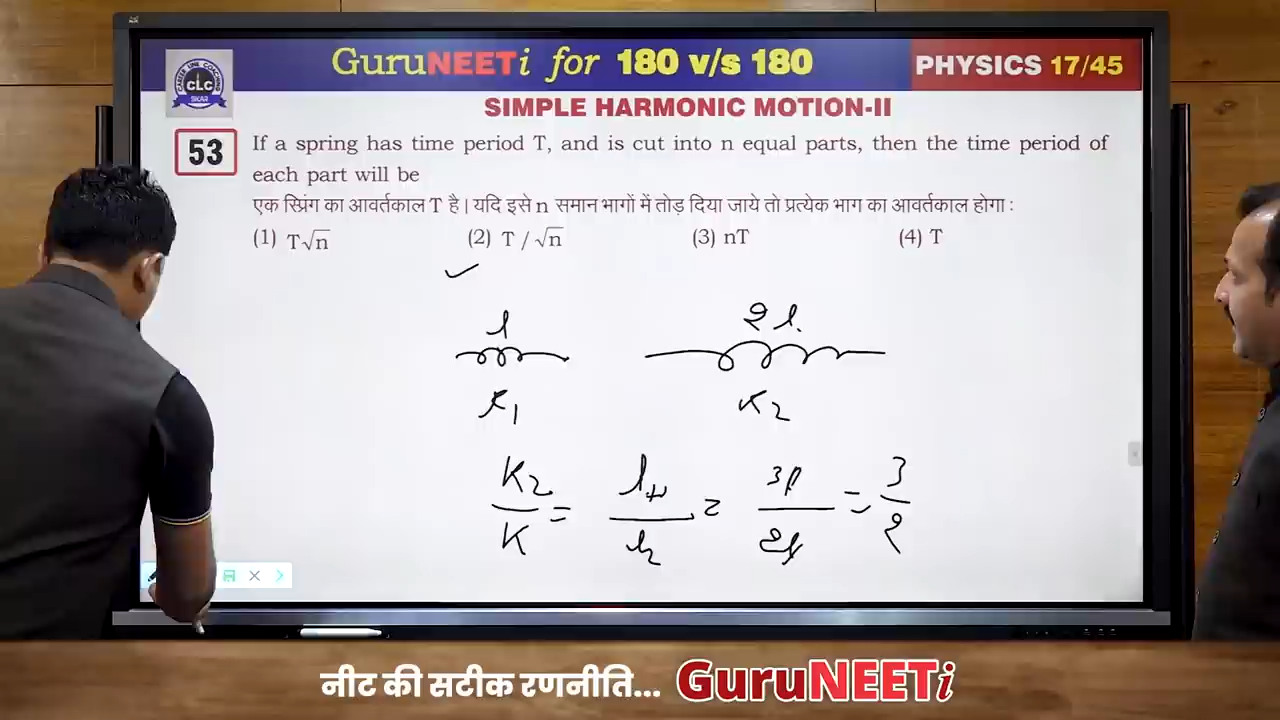 GuruNEETi for 180 v/s 180
PHYSICS 17/45
CLC
SIKAR
SIMPLE HARMONIC MOTION-II
53
If a spring has time period T, and is cut into n equal parts, then the time period of
each part will be
एक स्प्रिंग का आवर्तकाल T है। यदि इसे n समान भागों में तोड़ दिया जाये तो प्रत्येक भाग का आवर्तकाल होगा :
(1) T√n (2) T / √n (3) nT (4) T
l 2l
K1 K2
K2/K = = 3l/2l = 3/2
नीट की सटीक रणनीति... GuruNEETi